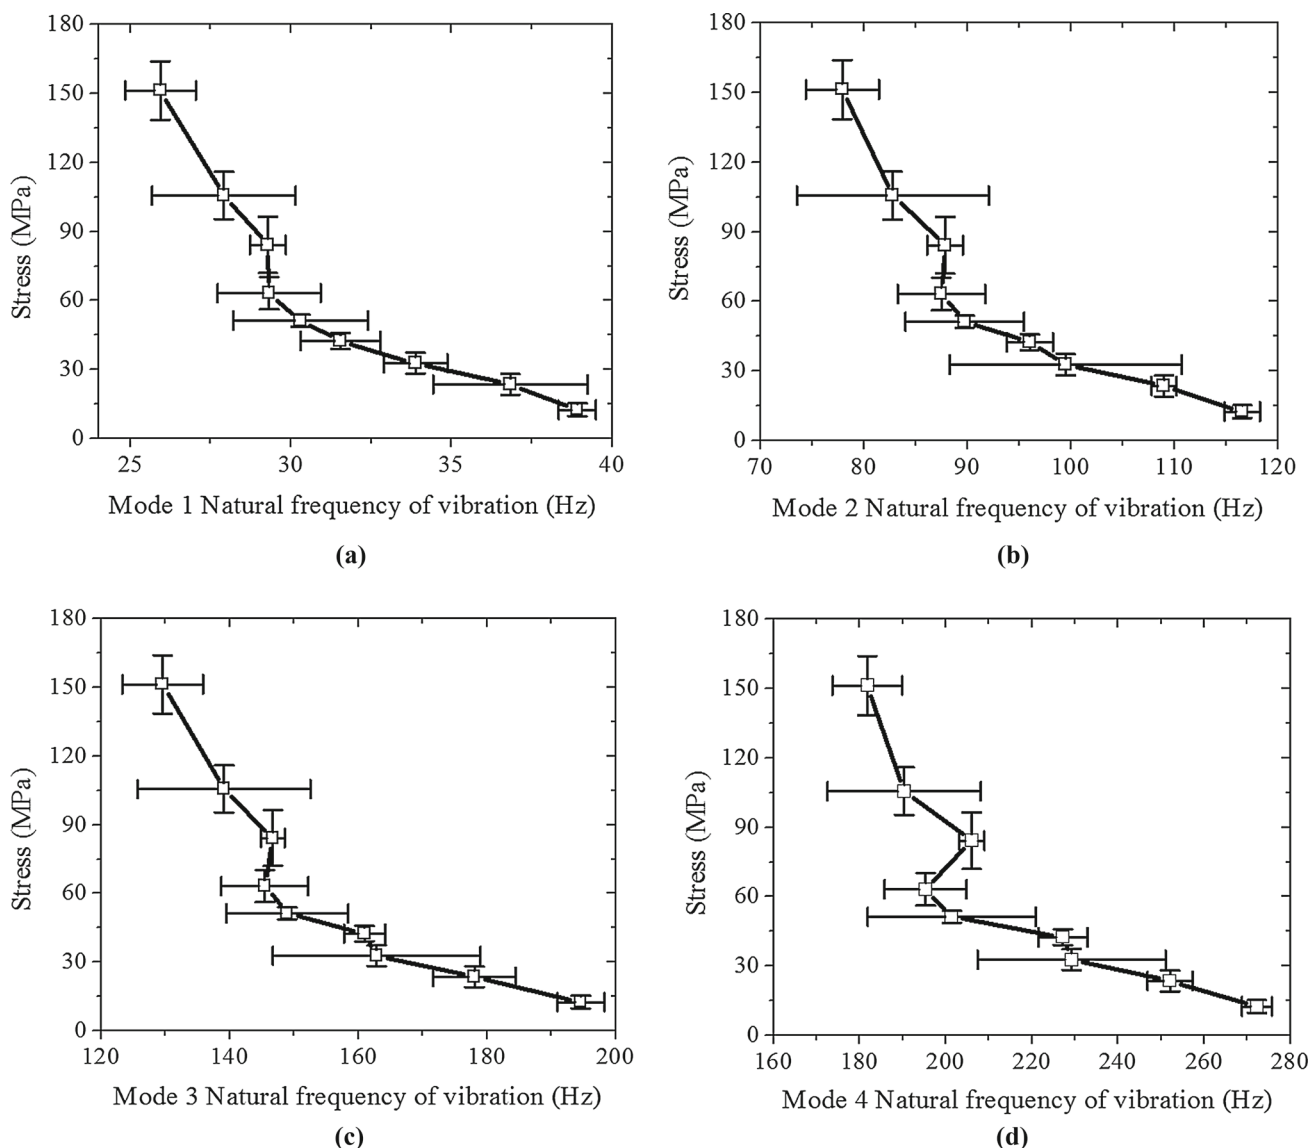 180
150
120
90
60
30
0
Stress (MPa)
25 30 35 40
Mode 1 Natural frequency of vibration (Hz)
(a)
180
150
120
90
60
30
0
Stress (MPa)
70 80 90 100 110 120
Mode 2 Natural frequency of vibration (Hz)
(b)
180
150
120
90
60
30
0
Stress (MPa)
120 140 160 180 200
Mode 3 Natural frequency of vibration (Hz)
(c)
180
150
120
90
60
30
0
Stress (MPa)
160 180 200 220 240 260 280
Mode 4 Natural frequency of vibration (Hz)
(d)